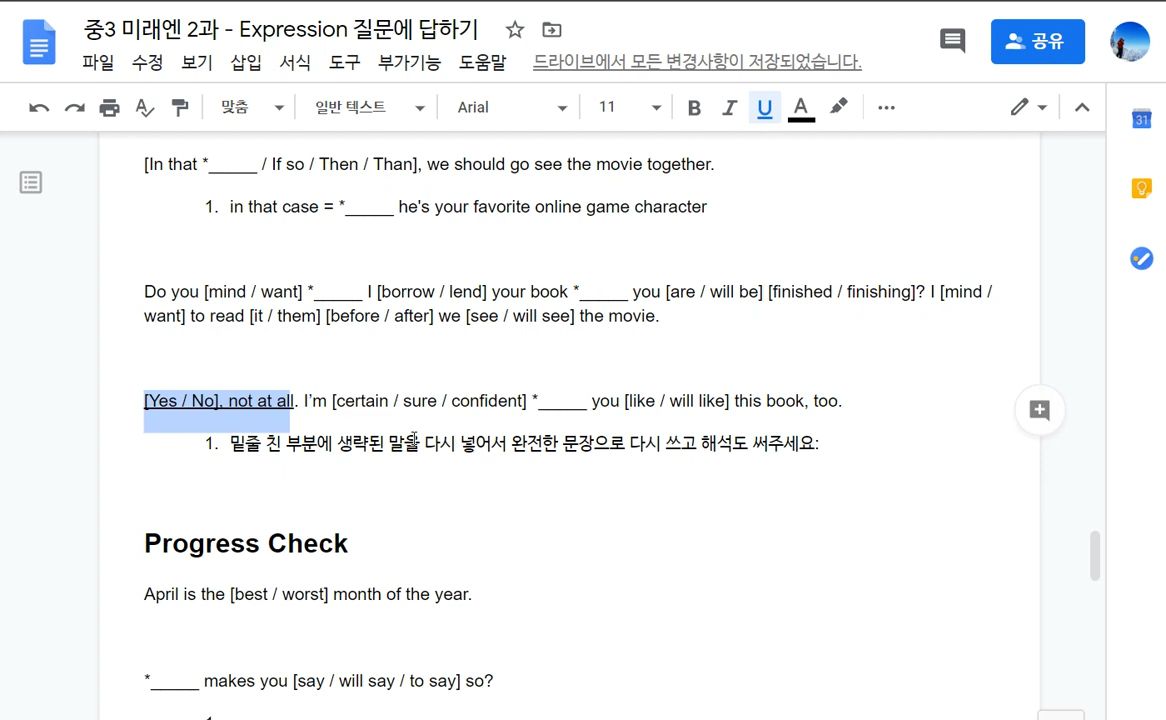 중3 미래엔 2과 - Expression 질문에 답하기
파일 수정 보기 삽입 서식 도구 부가기능 도움말 드라이브에서 모든 변경사항이 저장되었습니다.
공유
맞춤 일반 텍스트 Arial 11 B I U A
31
[In that *_____ / If so / Then / Than], we should go see the movie together.
1. in that case = *_____ he's your favorite online game character
Do you [mind / want] *_____ I [borrow / lend] your book *_____ you [are / will be] [finished / finishing]? I [mind /
want] to read [it / them] [before / after] we [see / will see] the movie.
[Yes / No], not at all. I’m [certain / sure / confident] *_____ you [like / will like] this book, too.
1. 밑줄 친 부분에 생략된 말을 다시 넣어서 완전한 문장으로 다시 쓰고 해석도 써주세요:
Progress Check
April is the [best / worst] month of the year.
*_____ makes you [say / will say / to say] so?